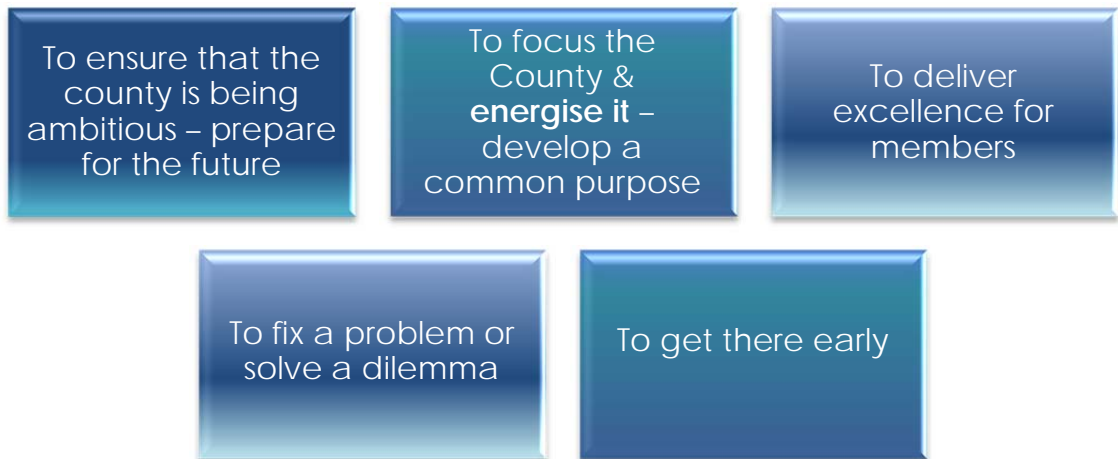 To ensure that the
county is being
ambitious – prepare
for the future
To focus the
County &
energise it –
develop a
common purpose
To deliver
excellence for
members
To fix a problem or
solve a dilemma
To get there early